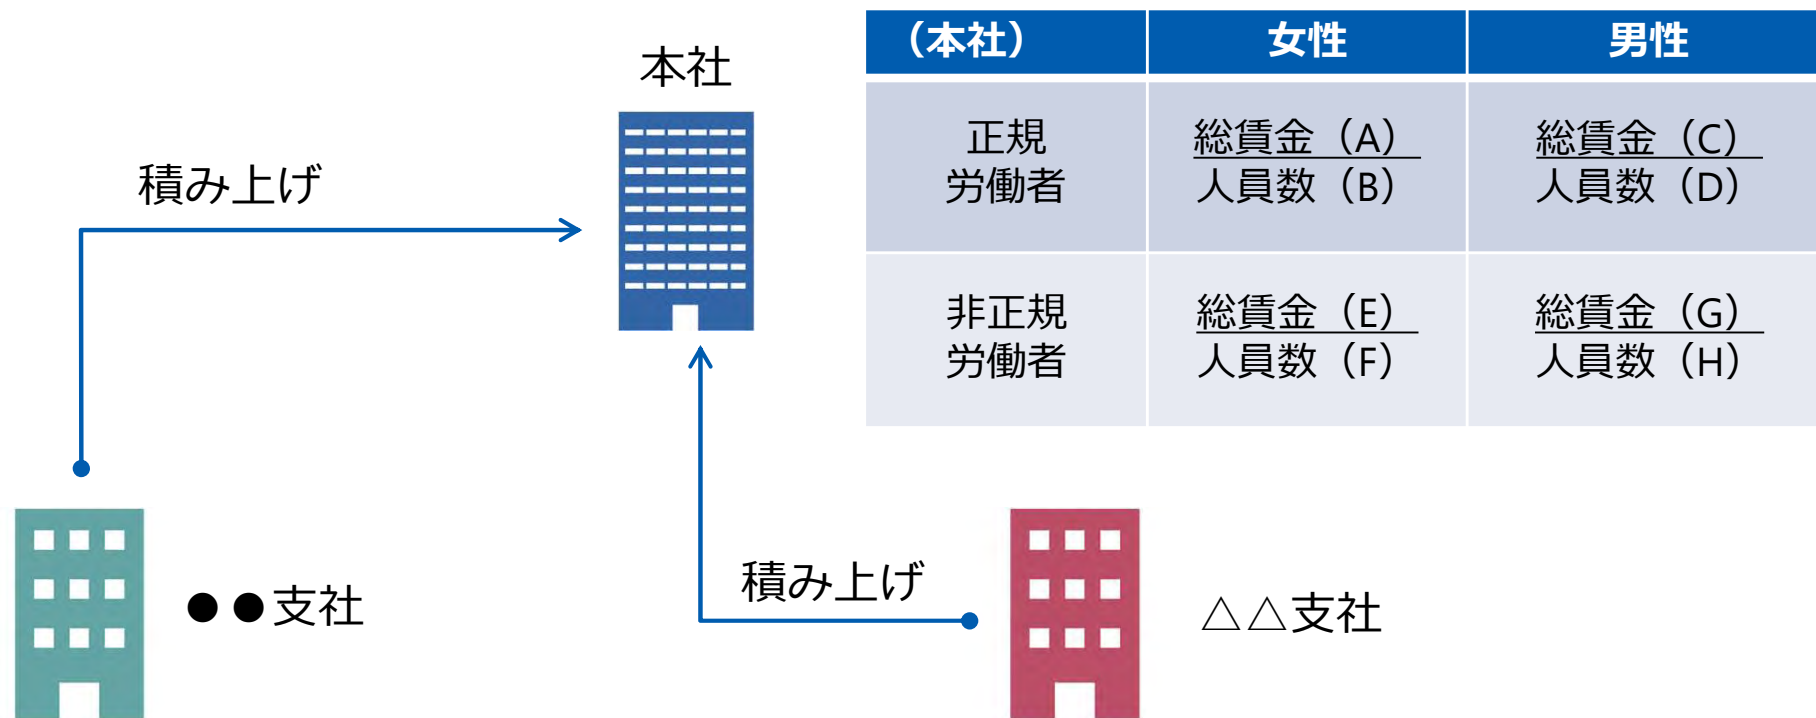 本社
積み上げ
（本社） 女性 男性
正規
労働者
総賃金（A）
人員数（B）
総賃金（C）
人員数（D）
非正規
労働者
総賃金（E）
人員数（F）
総賃金（G）
人員数（H）
●●支社
積み上げ
△△支社